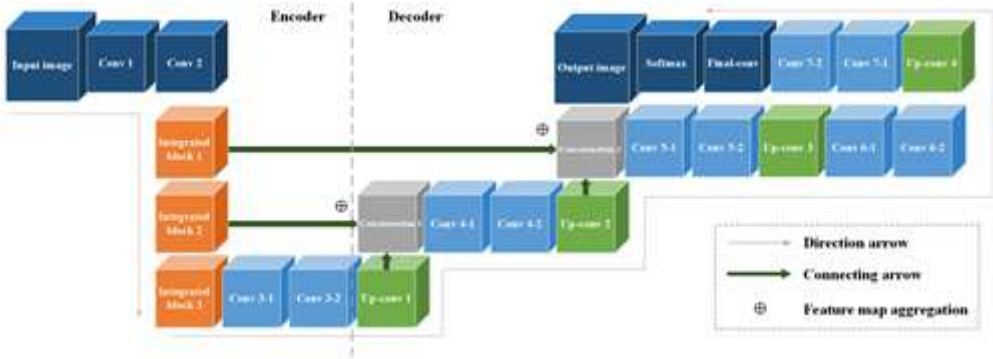 Encoder
Decoder
Input image
Conv 1
Conv 2
Output image
Softmax
Final-conv
Conv 7-2
Conv 7-1
Up-conv 4
Integrated block 1
Conv 5-1
Conv 5-2
Up-conv 3
Conv 6-1
Conv 6-2
Integrated block 2
Conv 4-1
Conv 4-2
Up-conv 2
Integrated block 3
Conv 3-1
Conv 3-2
Up-conv 1
Direction arrow
Connecting arrow
Feature map aggregation